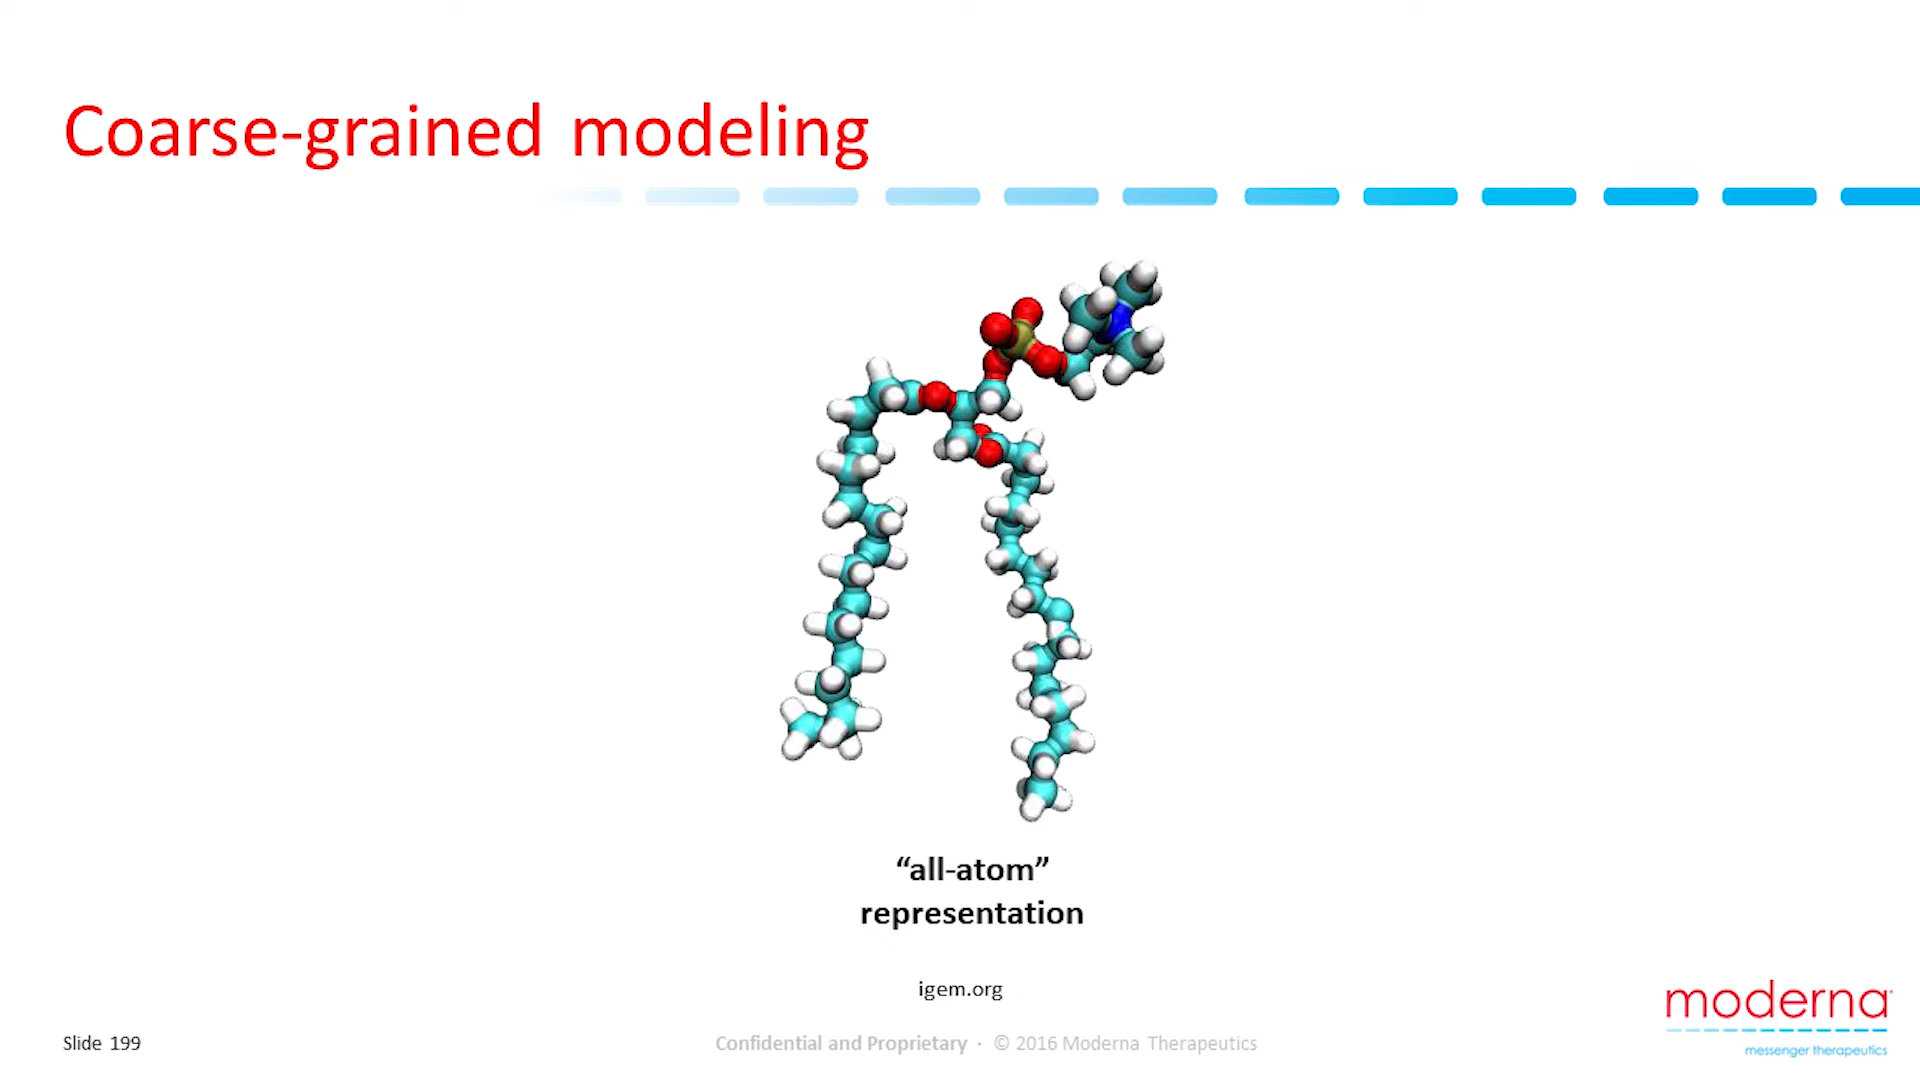 Coarse-grained modeling
“all-atom”
representation
igem.org
Slide 199
Confidential and Proprietary · © 2016 Moderna Therapeutics
moderna
messenger therapeutics